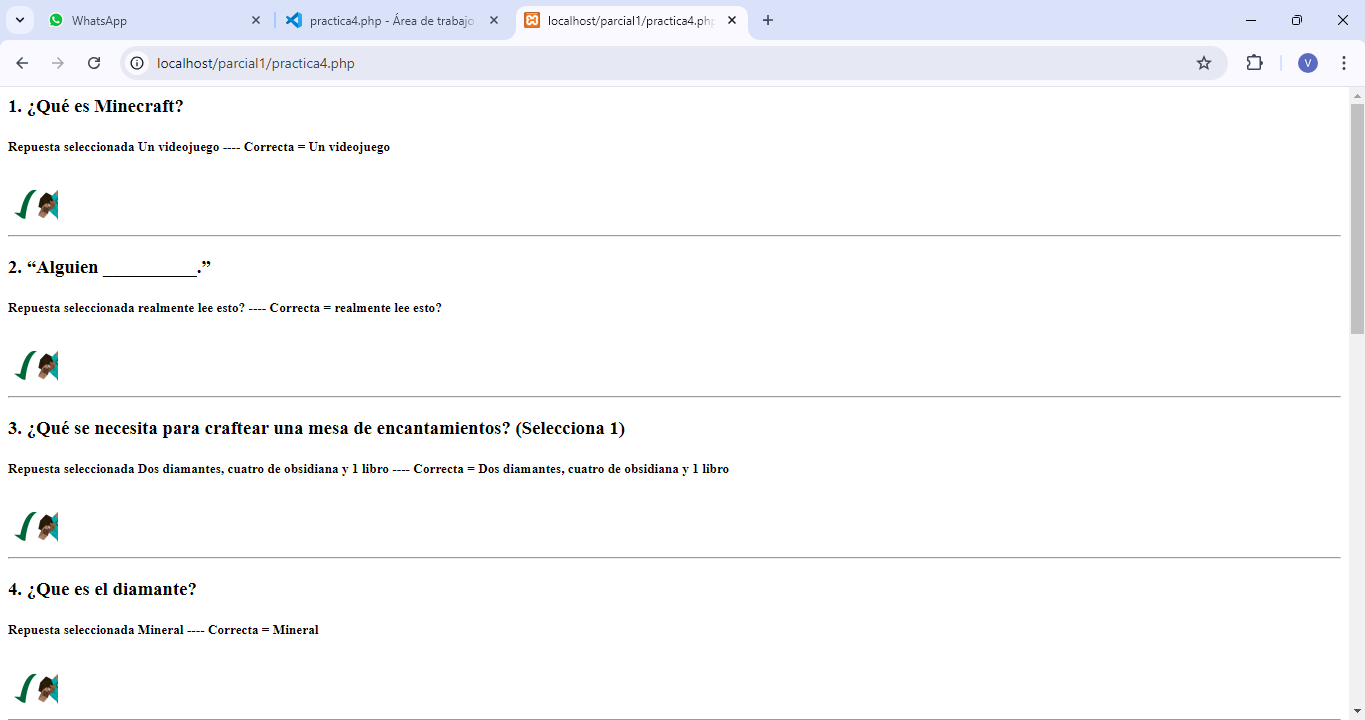 WhatsApp
practica4.php - Área de trabajo
localhost/parcial1/practica4.php
localhost/parcial1/practica4.php
V
1. ¿Qué es Minecraft?
Repuesta seleccionada Un videojuego ---- Correcta = Un videojuego
2. “Alguien __________.”
Repuesta seleccionada realmente lee esto? ---- Correcta = realmente lee esto?
3. ¿Qué se necesita para craftear una mesa de encantamientos? (Selecciona 1)
Repuesta seleccionada Dos diamantes, cuatro de obsidiana y 1 libro ---- Correcta = Dos diamantes, cuatro de obsidiana y 1 libro
4. ¿Que es el diamante?
Repuesta seleccionada Mineral ---- Correcta = Mineral